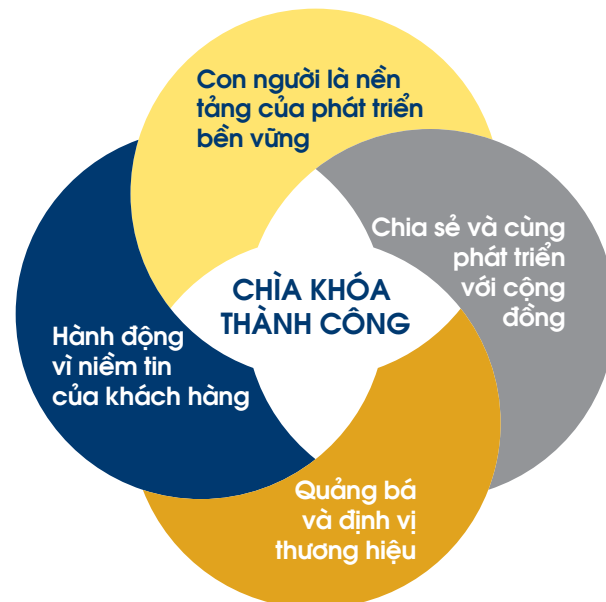 Con người là nền
tảng của phát triển
bền vững
Chia sẻ và cùng
phát triển
với cộng
đồng
CHÌA KHÓA
THÀNH CÔNG
Hành động
vì niềm tin
của khách hàng
Quảng bá
và định vị
thương hiệu